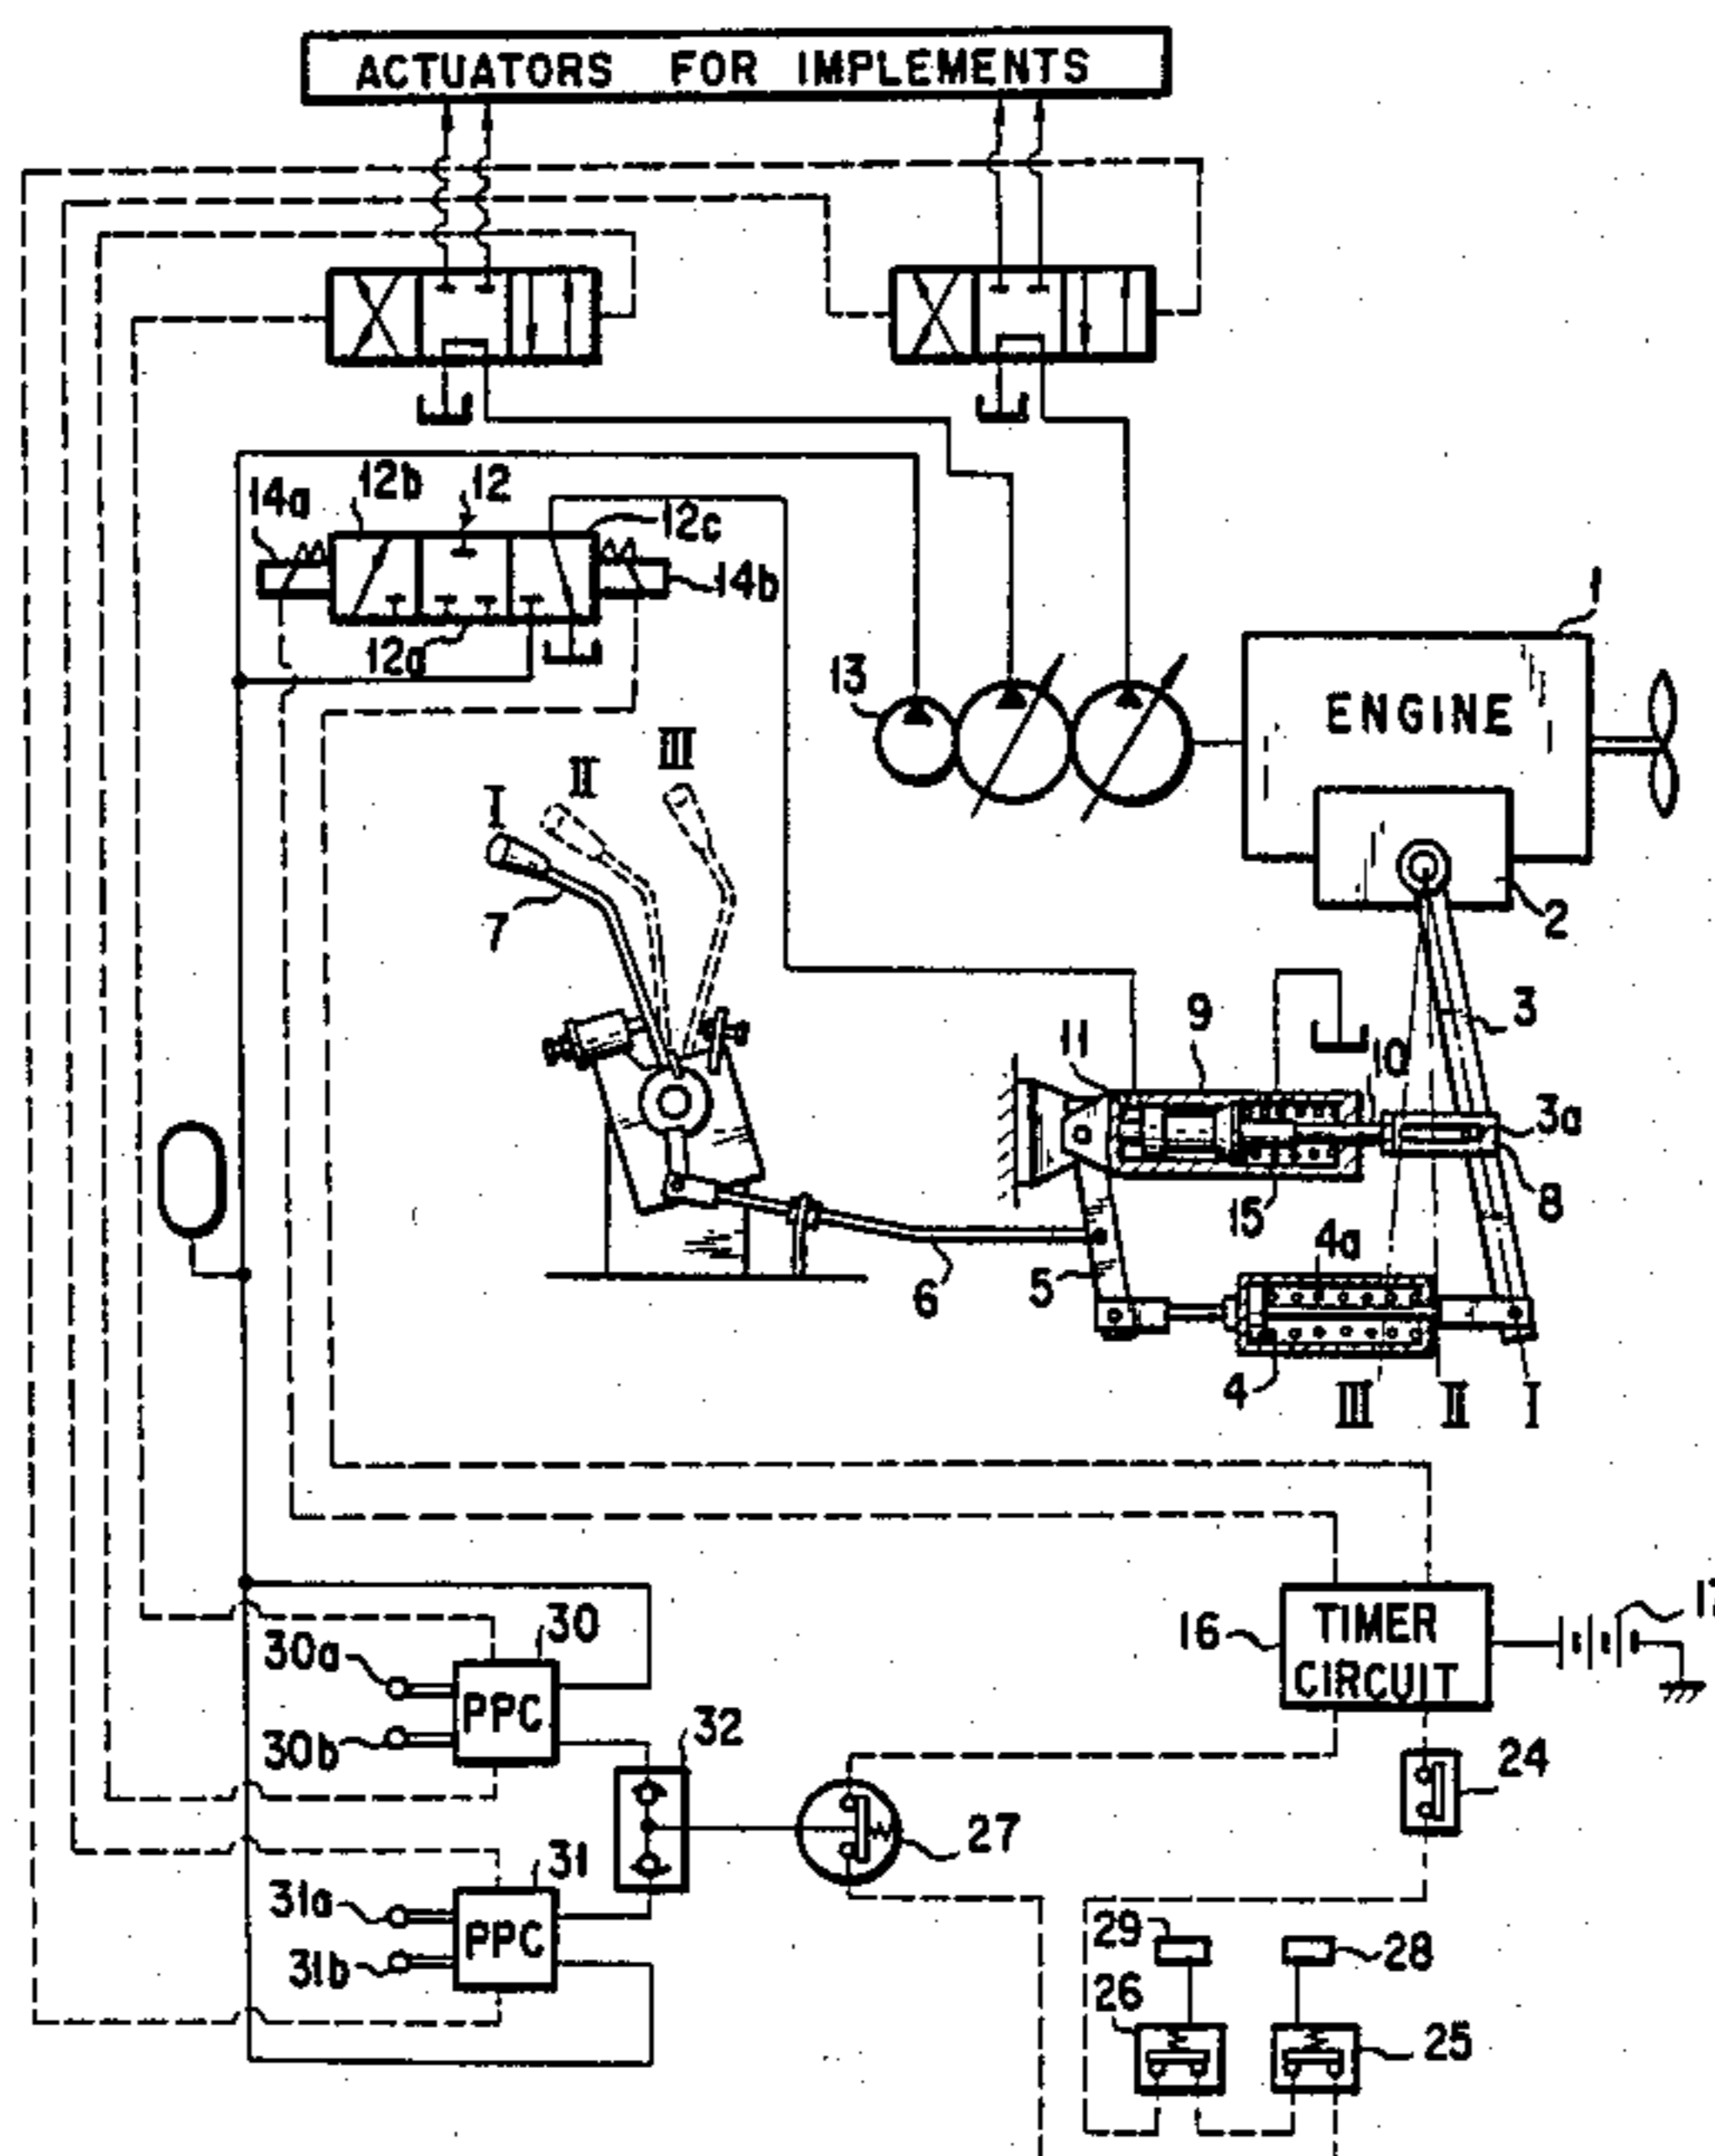 ACTUATORS FOR IMPLEMENTS
14a
12b
12
12c
14b
12a
1
13
ENGINE
III
II
I
7
2
3
9
11
10
3a
8
15
4a
5
6
4
III
II
I
16
TIMER
CIRCUIT
30
30a
PPC
30b
32
24
27
31
31a
PPC
31b
29
28
26
25